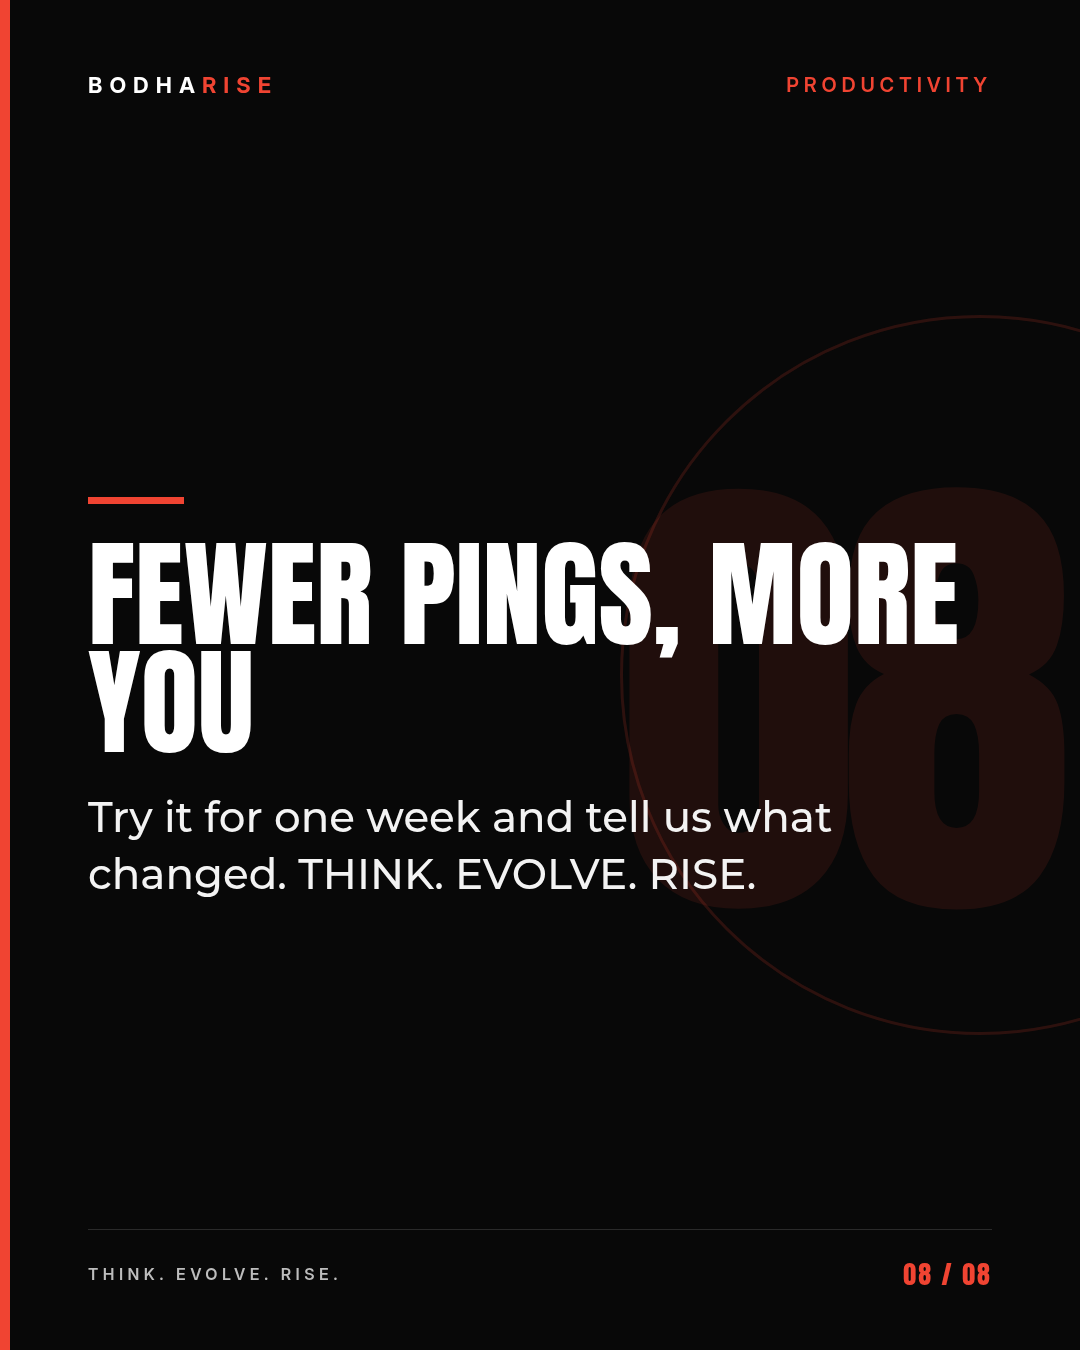 BODHARISE
PRODUCTIVITY
08
FEWER PINGS, MORE
YOU
Try it for one week and tell us what
changed. THINK. EVOLVE. RISE.
THINK. EVOLVE. RISE.
08 / 08